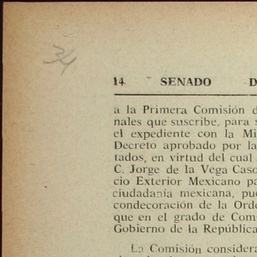 34
14 SENADO D
a la Primera Comisión d
nales que suscribe, para s
el expediente con la Mi
Decreto aprobado por la
tados, en virtud del cual
C. Jorge de la Vega Caso
cio Exterior Mexicano pa
ciudadanía mexicana, pue
condecoración de la Orde
que en el grado de Com
Gobierno de la República
La Comisión considera